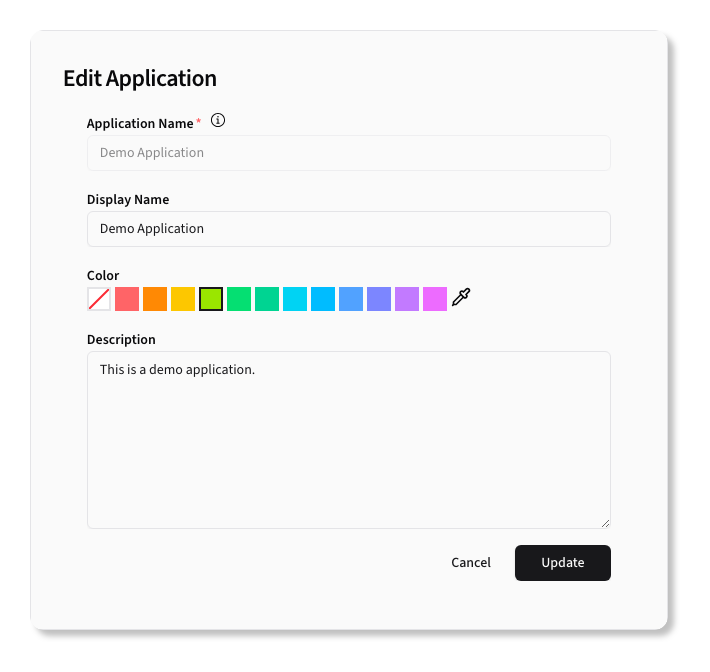 Edit Application
Application Name *
Demo Application
Display Name
Demo Application
Color
Description
This is a demo application.
Cancel Update